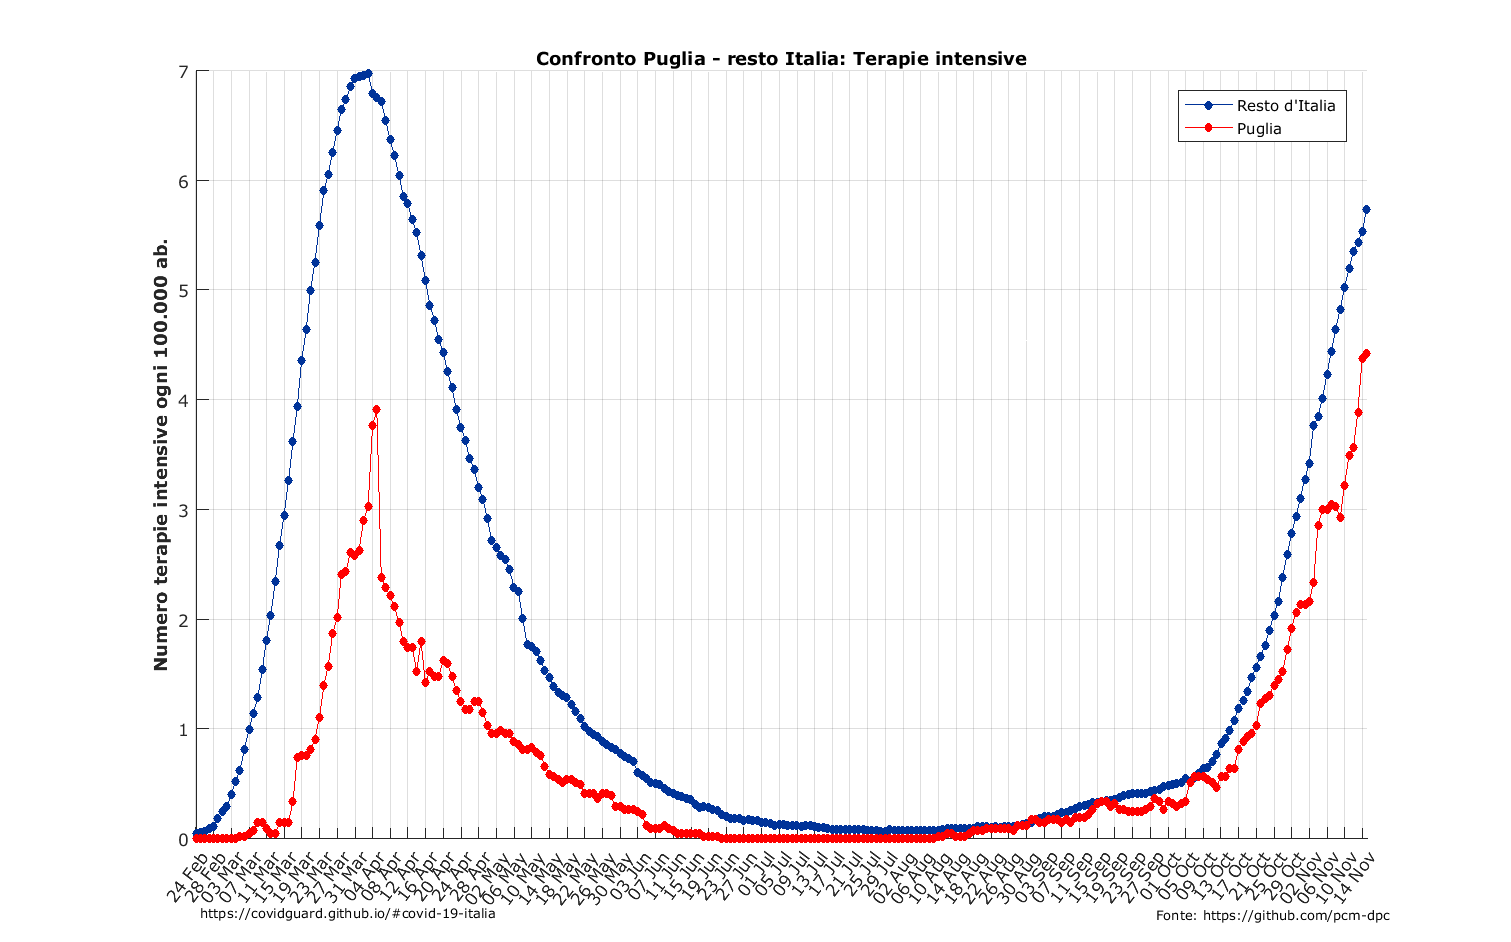 Confronto Puglia - resto Italia: Terapie intensive
Resto d'Italia
Puglia
Numero terapie intensive ogni 100.000 ab.
7
6
5
4
3
2
1
0
24 Feb
28 Feb
03 Mar
07 Mar
11 Mar
15 Mar
19 Mar
23 Mar
27 Mar
31 Mar
04 Apr
08 Apr
12 Apr
16 Apr
20 Apr
24 Apr
28 Apr
02 May
06 May
10 May
14 May
18 May
22 May
26 May
30 May
03 Jun
07 Jun
11 Jun
15 Jun
19 Jun
23 Jun
27 Jun
01 Jul
05 Jul
09 Jul
13 Jul
17 Jul
21 Jul
25 Jul
29 Jul
02 Aug
06 Aug
10 Aug
14 Aug
18 Aug
22 Aug
26 Aug
30 Aug
03 Sep
07 Sep
11 Sep
15 Sep
19 Sep
23 Sep
27 Sep
01 Oct
05 Oct
09 Oct
13 Oct
17 Oct
21 Oct
25 Oct
29 Oct
02 Nov
06 Nov
10 Nov
14 Nov
https://covidguard.github.io/#covid-19-italia
Fonte: https://github.com/pcm-dpc